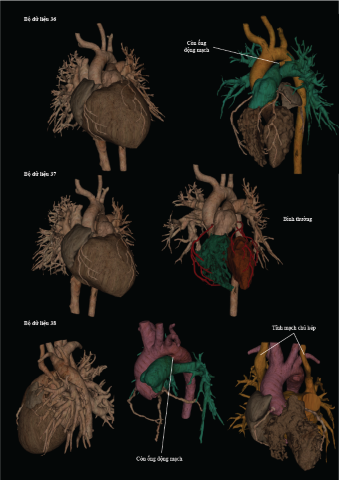 Bộ dữ liệu 36
Còn ống
động mạch
Bộ dữ liệu 37
Bình thường
Bộ dữ liệu 38
Tĩnh mạch chủ kép
Còn ống động mạch